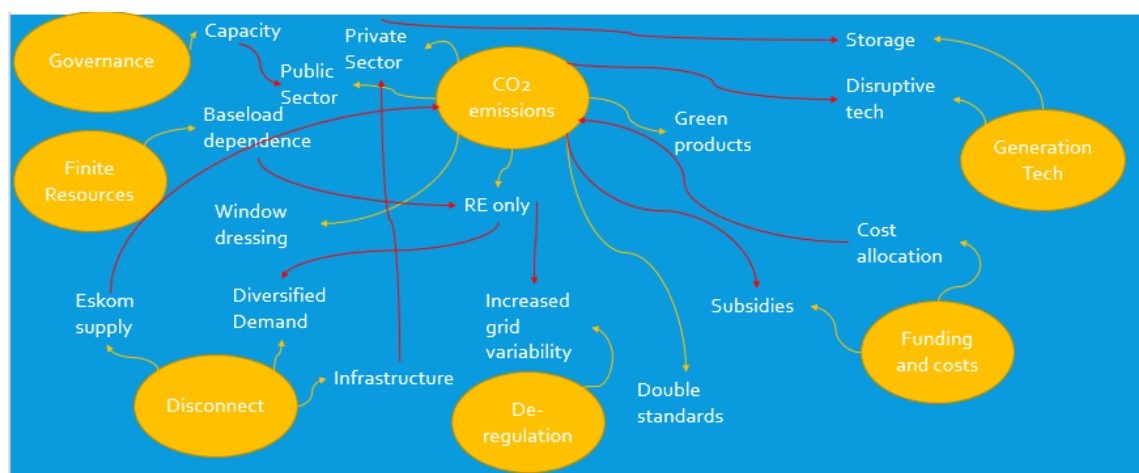 Governance
Capacity
Private
Sector
Public
Sector
CO2
emissions
Storage
Disruptive
tech
Green
products
Generation
Tech
Baseload
dependence
Finite
Resources
Window
dressing
RE only
Cost
allocation
Eskom
supply
Diversified
Demand
Increased
grid
variability
Subsidies
Funding
and costs
Infrastructure
Disconnect
De-
regulation
Double
standards